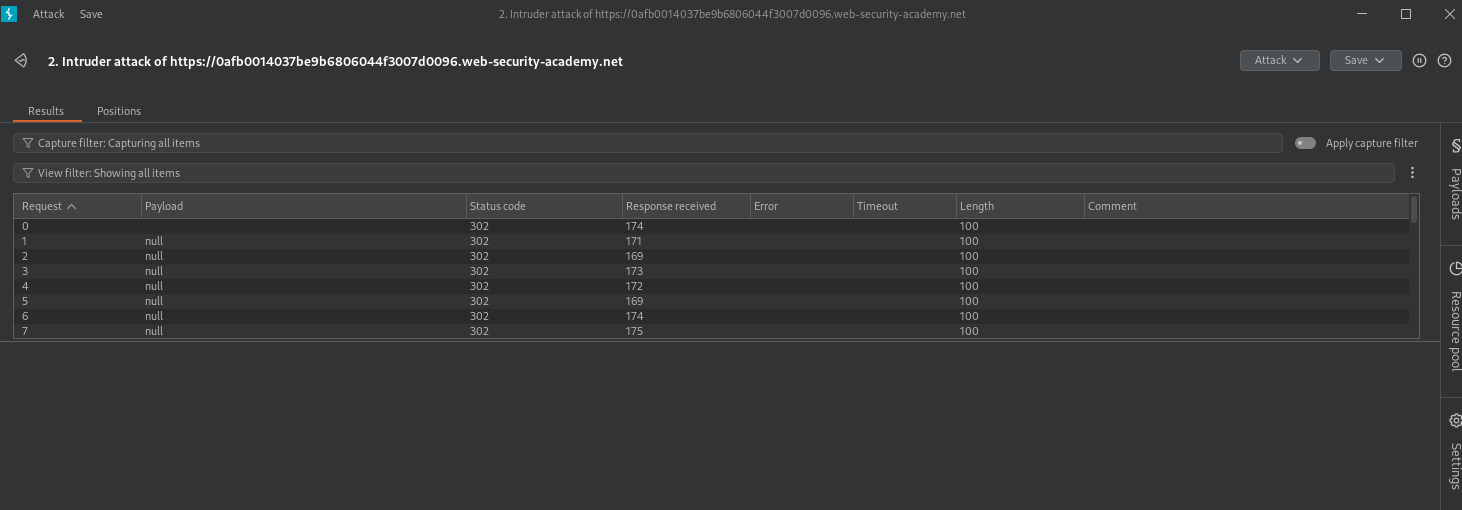 Attack Save 2. Intruder attack of https://0afb0014037be9b6806044f3007d0096.web-security-academy.net
2. Intruder attack of https://0afb0014037be9b6806044f3007d0096.web-security-academy.net Attack Save
Results Positions
Capture filter: Capturing all items Apply capture filter
View filter: Showing all items
Request Payload Status code Response received Error Timeout Length Comment
0 302 174 100
1 null 302 171 100
2 null 302 169 100
3 null 302 173 100
4 null 302 172 100
5 null 302 169 100
6 null 302 174 100
7 null 302 175 100
Payloads
Resource pool
Settings